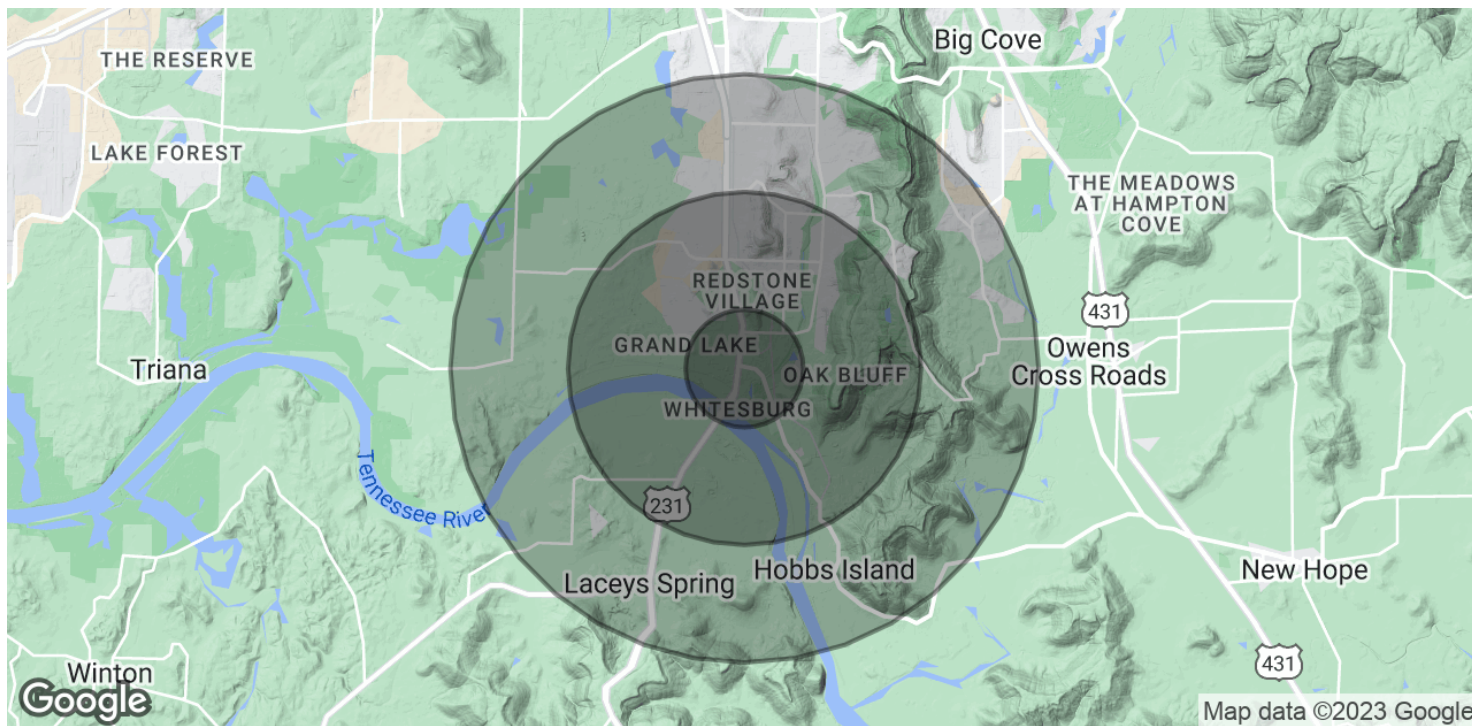 Big Cove
THE RESERVE
LAKE FOREST
THE MEADOWS
AT HAMPTON
COVE
REDSTONE
VILLAGE
431
GRAND LAKE
Owens
Cross Roads
Triana
OAK BLUFF
WHITESBURG
Tennessee River
231
Laceys Spring
Hobbs Island
New Hope
Winton
431
Google
Map data ©2023 Google